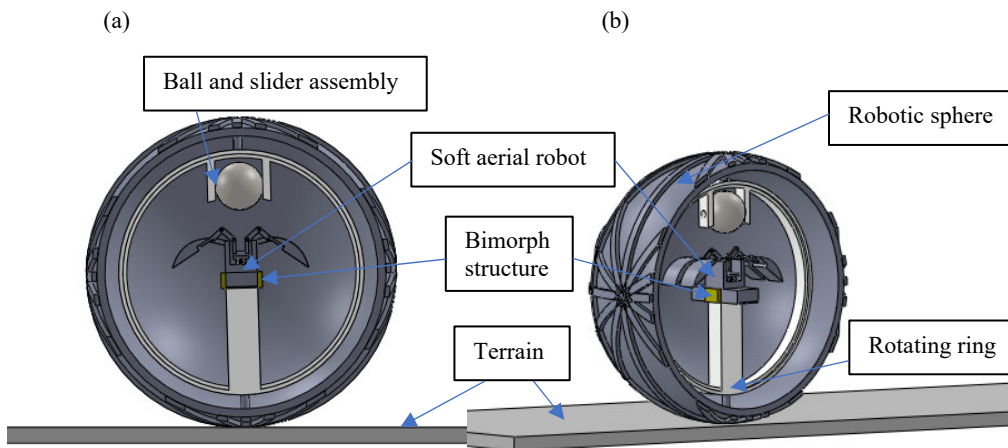 (a)
(b)
Ball and slider assembly
Robotic sphere
Soft aerial robot
Bimorph
structure
Terrain
Rotating ring